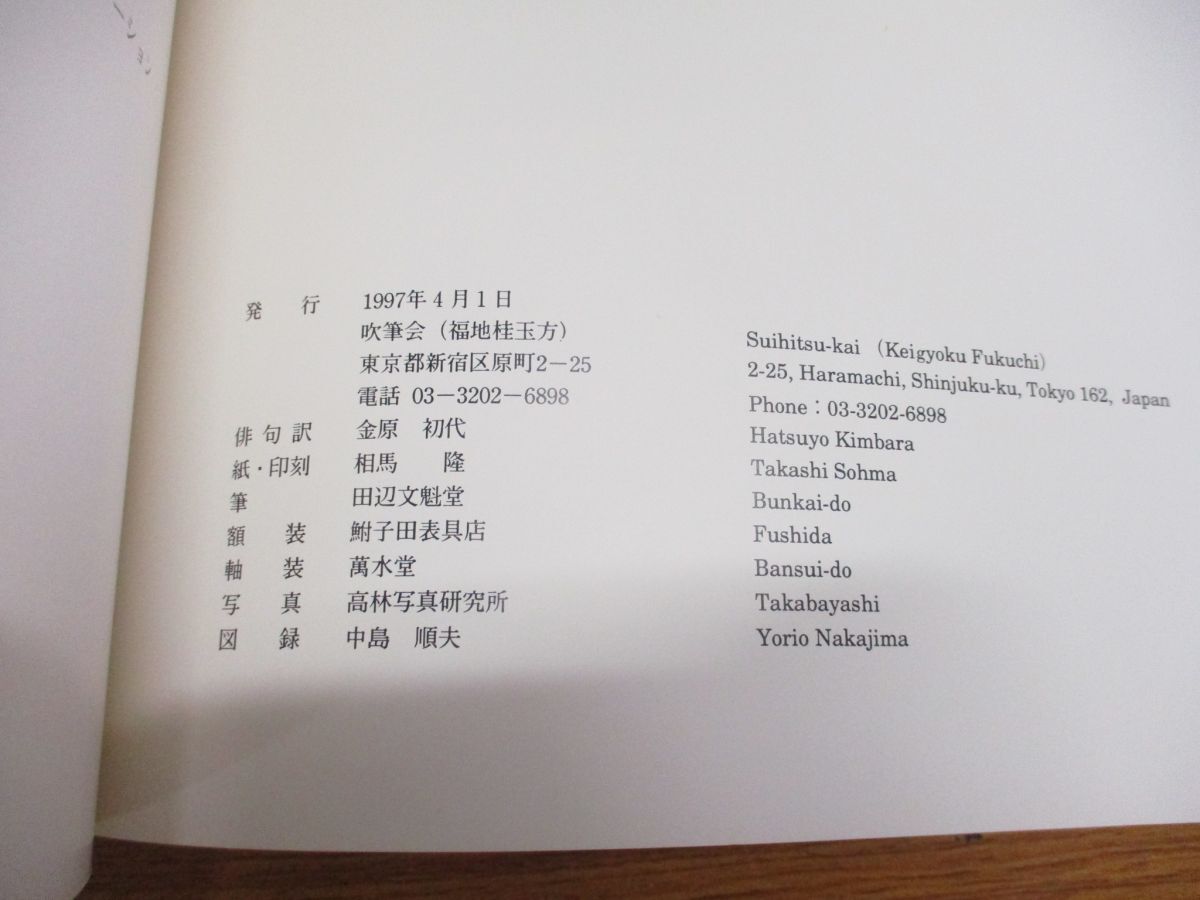 発行 1997年4月1日
吹筆会（福地桂玉方） Suihitsu-kai （Keigyoku Fukuchi）
東京都新宿区原町2－25 2-25, Haramachi, Shinjuku-ku, Tokyo 162, Japan
電話 03－3202－6898 Phone：03-3202-6898
俳句訳 金原 初代 Hatsuyo Kimbara
紙・印刻 相馬 隆 Takashi Sohma
筆 田辺文魁堂 Bunkai-do
額装 鮒子田表具店 Fushida
軸装 萬水堂 Bansui-do
写真 高林写真研究所 Takabayashi
図録 中島 順夫 Yorio Nakajima